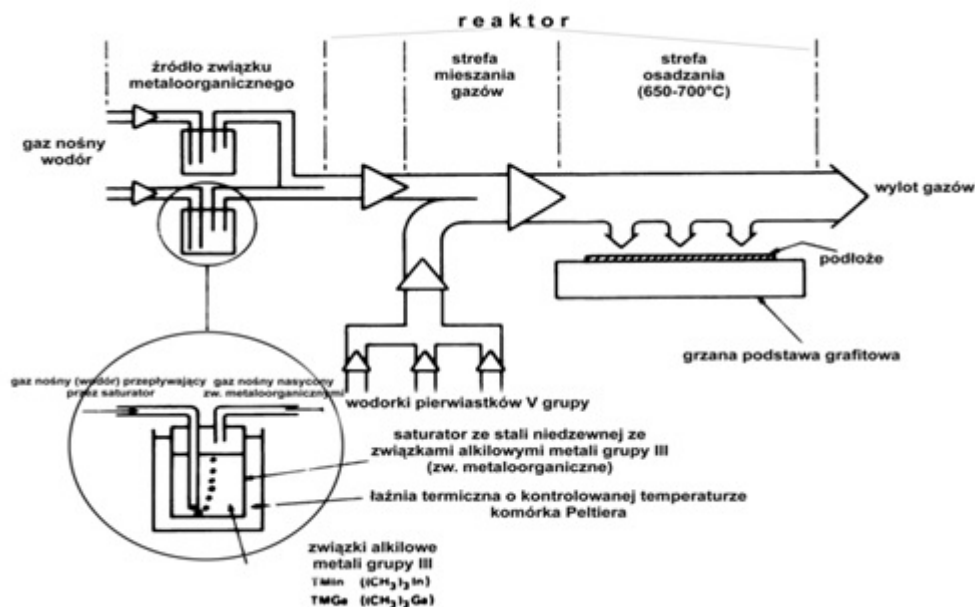 reaktor
źródło związku
metaloorganicznego
strefa
mieszania
gazów
strefa
osadzania
(650-700°C)
gaz nośny
wodór
wylot gazów
podłoże
grzana podstawa grafitowa
wodorki pierwiastków V grupy
gaz nośny (wodór) przepływający
przez saturator
gaz nośny nasycony
zw. metaloorganicznymi
saturator ze stali niedzewnej ze
związkami alkilowymi metali grupy III
(zw. metaloorganiczne)
łaźnia termiczna o kontrolowanej temperaturze
komórka Peltiera
związki alkilowe
metali grupy III
TMIn ((CH₃)₃In)
TMGa ((CH₃)₃Ga)